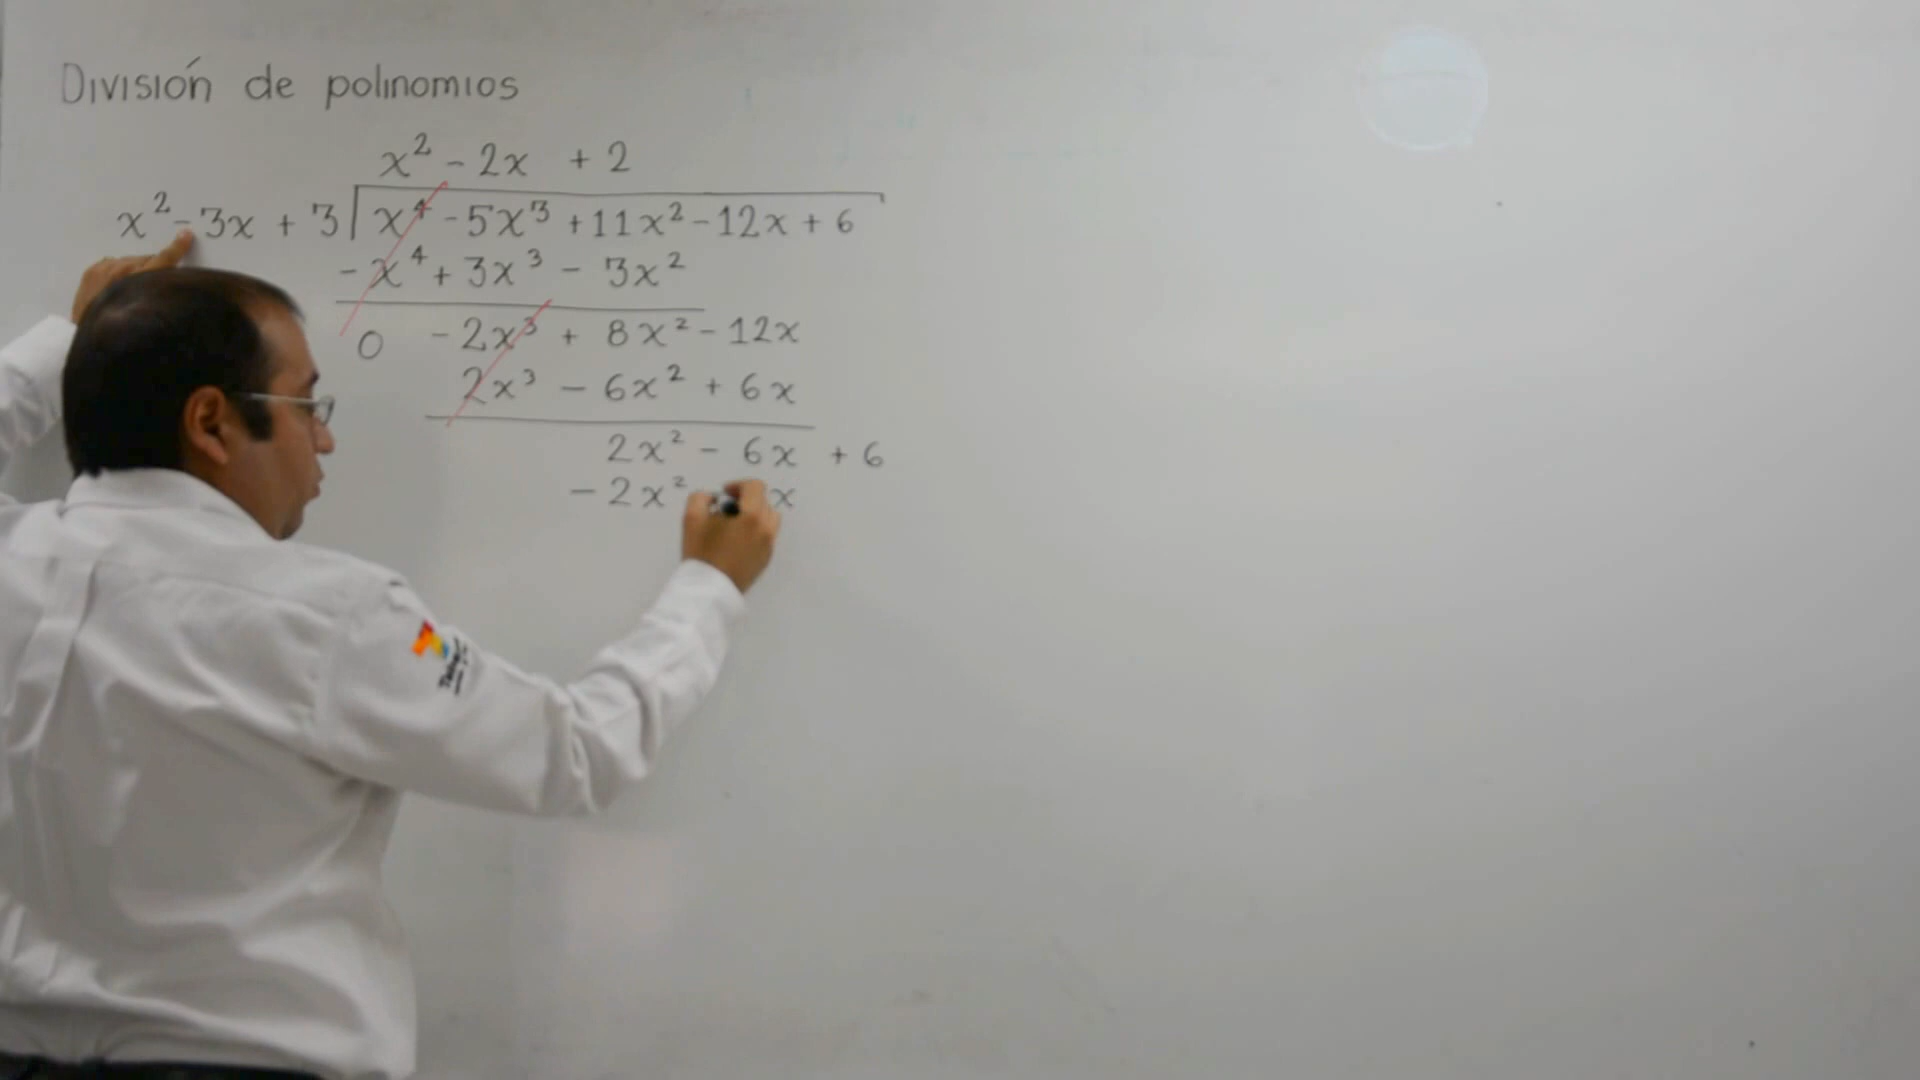 División de polinomios
x² - 2x + 2
x² - 3x + 3 x⁴ - 5x³ + 11x² - 12x + 6
- x⁴ + 3x³ - 3x²
0 - 2x³ + 8x² - 12x
2x³ - 6x² + 6x
2x² - 6x + 6
- 2x² x